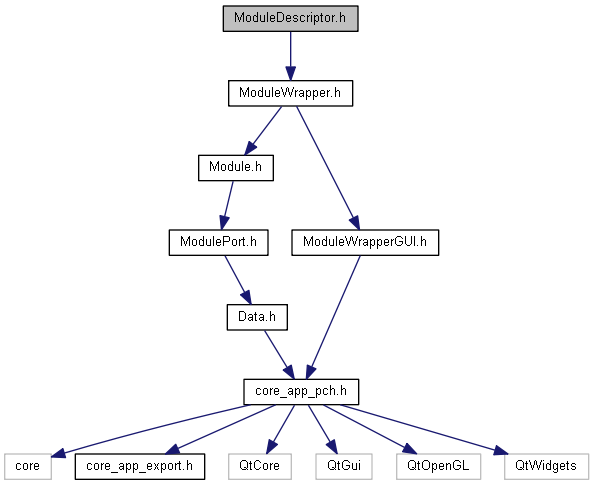 ModuleDescriptor.h
ModuleWrapper.h
Module.h
ModulePort.h
ModuleWrapperGUI.h
Data.h
core_app_pch.h
core
core_app_export.h
QtCore
QtGui
QtOpenGL
QtWidgets